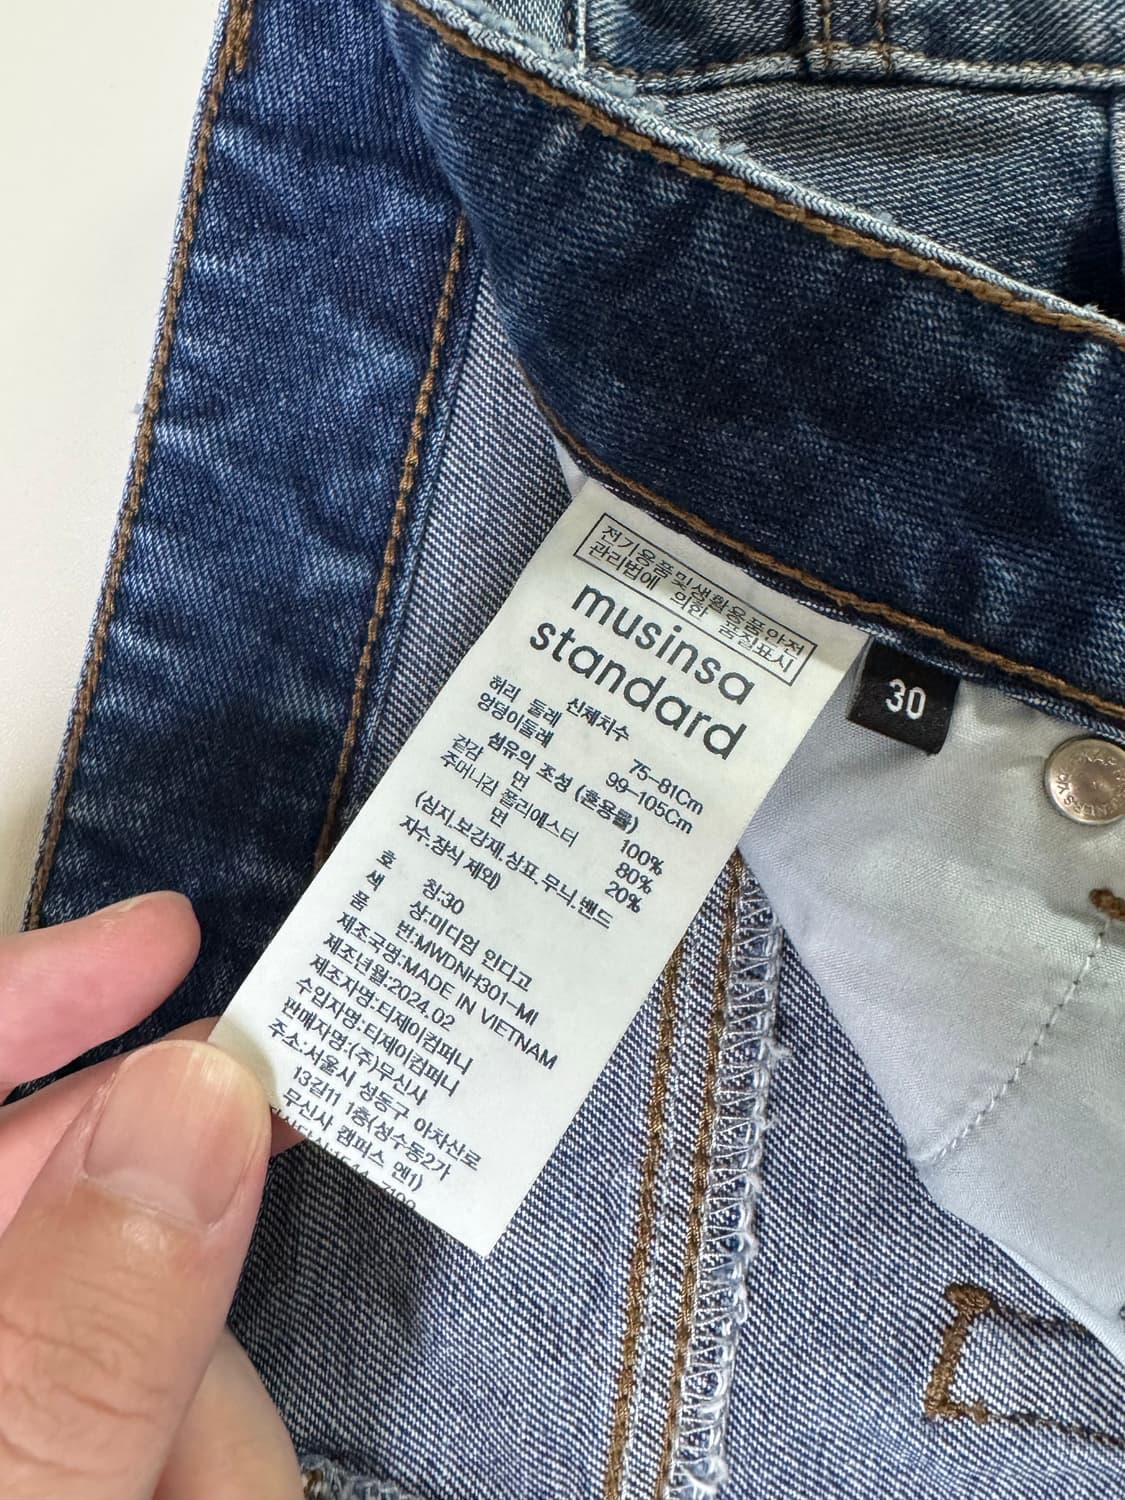 전기용품및생활용품안전
관리법에 의한 품질표시
musinsa
standard
신체치수
허리 둘레 75-81Cm
엉덩이둘레 99-105Cm
섬유의 조성 (혼용률)
겉감 면 100%
주머니감 폴리에스터 80%
면 20%
(심지.보강재.상표.무늬.밴드
자수.장식 제외)
호 칭:30
색 상:미디엄 인디고
품 번:MWDNH301-MI
제조국명:MADE IN VIETNAM
제조년월:2024.02
제조자명:티제이컴퍼니
수입자명:티제이컴퍼니
판매자명:(주)무신사
주소:서울시 성동구 아차산로
13길11 1층(성수동2가
무신사 캠퍼스 엔1)
30